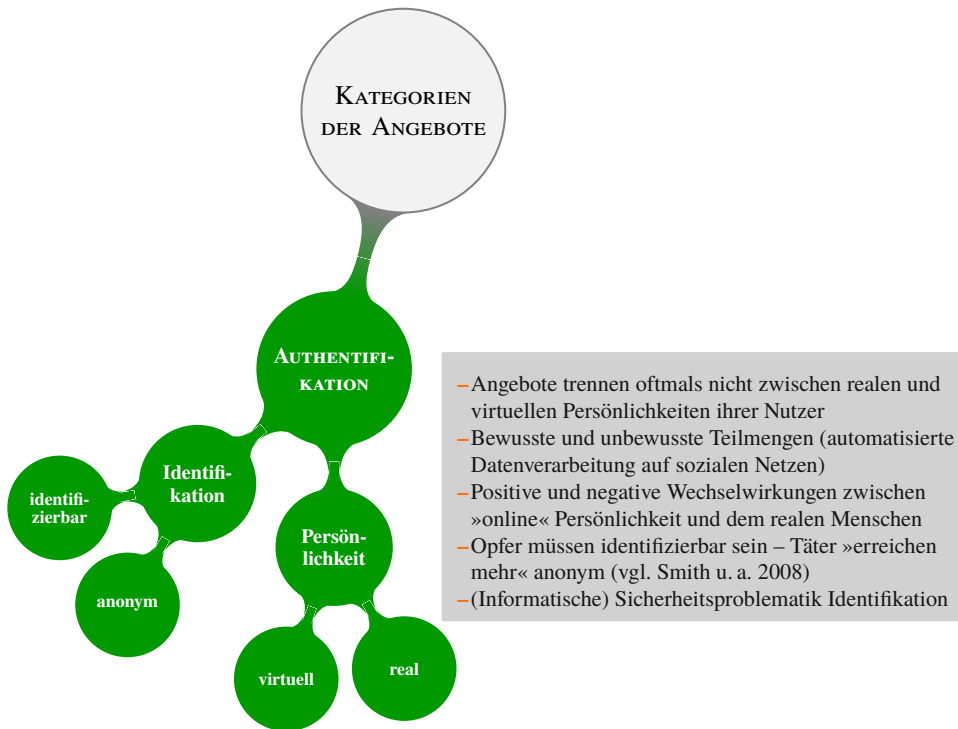 KATEGORIEN
DER ANGEBOTE
AUTHENTIFI-
KATION
Identifi-
kation
identifi-
zierbar
anonym
Persön-
lichkeit
virtuell
real
–Angebote trennen oftmals nicht zwischen realen und
virtuellen Persönlichkeiten ihrer Nutzer
–Bewusste und unbewusste Teilmengen (automatisierte
Datenverarbeitung auf sozialen Netzen)
–Positive und negative Wechselwirkungen zwischen
»online« Persönlichkeit und dem realen Menschen
–Opfer müssen identifizierbar sein – Täter »erreichen
mehr« anonym (vgl. Smith u. a. 2008)
–(Informatische) Sicherheitsproblematik Identifikation